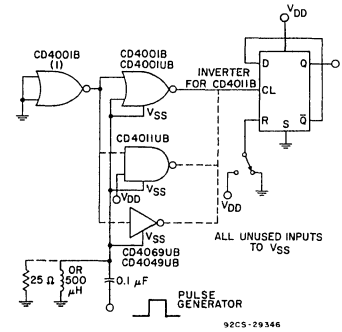 CD4001B
(1)
CD4001B
CD4001UB
VSS
INVERTER
FOR CD4011B
VDD
D
Q
CL
R
S
Q̅
VDD
CD4011UB
VSS
VDD
VSS
CD4069UB
CD4049UB
ALL UNUSED INPUTS
TO VSS
25 Ω
OR
500
μH
0.1 μF
PULSE
GENERATOR
92CS-29346